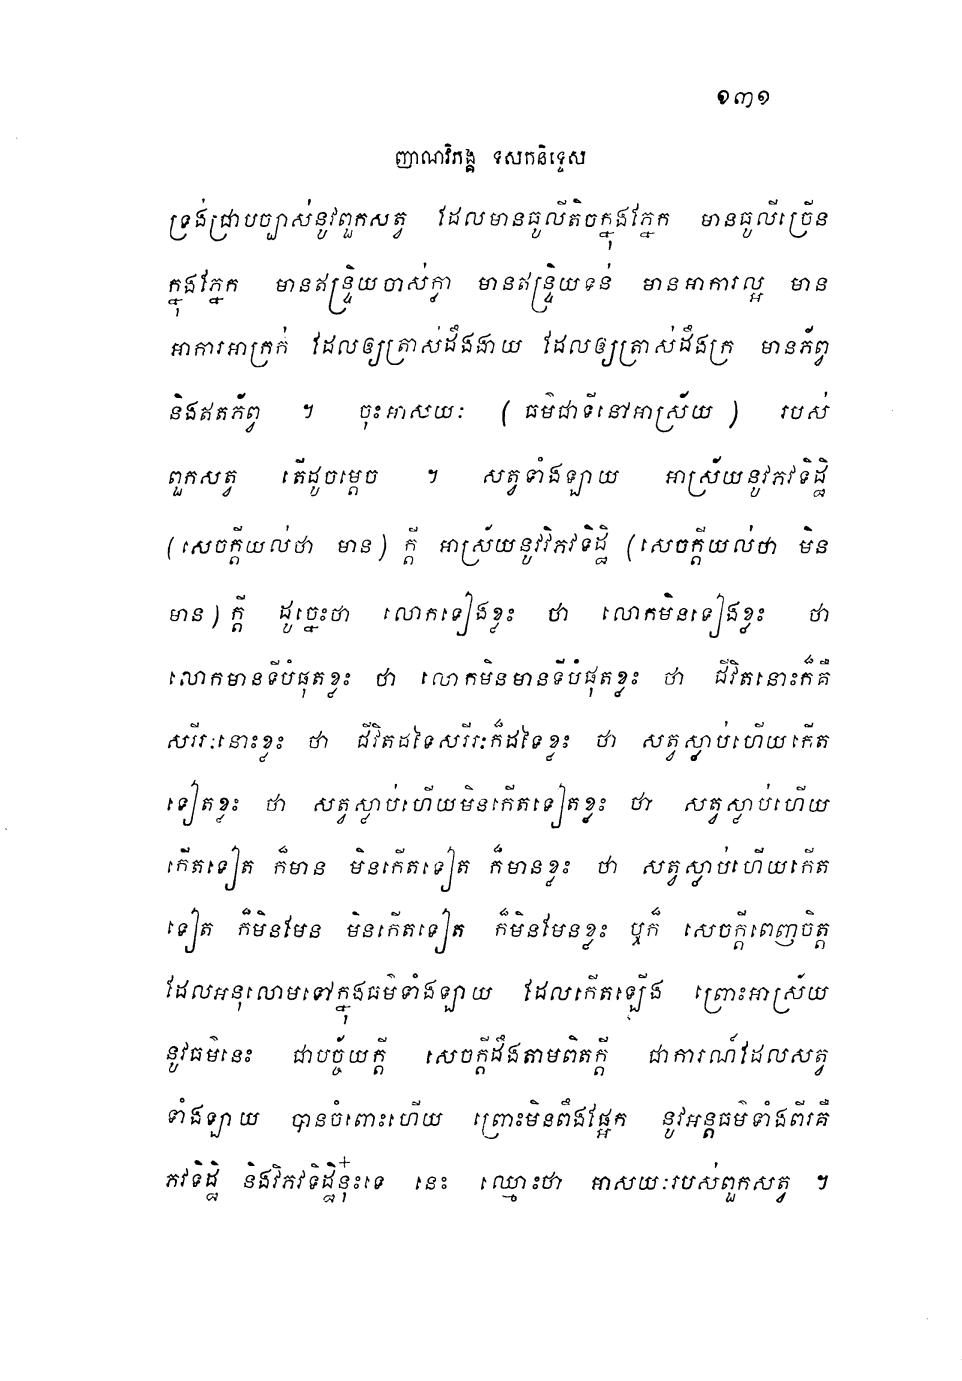 ១៣១
ញាណវិភង្គ ទសកនិទ្ទេស
ទ្រង់ជ្រាបច្បាស់នូវពួកសត្វ ដែលមានធូលីតិចក្នុងភ្នែក មានធូលីច្រើន
ក្នុងភ្នែក មានឥន្ទ្រិយចាស់ក្លា មានឥន្ទ្រិយទន់ មានអាការល្អ មាន
អាការអាក្រក់ ដែលឲ្យត្រាស់ដឹងងាយ ដែលឲ្យត្រាស់ដឹងក្រ មានភ័ព្វ
និងឥតភ័ព្វ ។ ចុះអាសយៈ (ធម៌ជាទីនៅអាស្រ័យ) របស់
ពួកសត្វ តើដូចម្តេច ។ សត្វទាំងឡាយ អាស្រ័យនូវភវទិដ្ឋិ
(សេចក្តីយល់ថា មាន) ក្តី អាស្រ័យនូវវិភវទិដ្ឋិ (សេចក្តីយល់ថា មិន
មាន) ក្តី ដូច្នេះថា លោកទៀងខ្លះ ថា លោកមិនទៀងខ្លះ ថា
លោកមានទីបំផុតខ្លះ ថា លោកមិនមានទីបំផុតខ្លះ ថា ជីវិតនោះក៏គឺ
សរីរៈនោះខ្លះ ថា ជីវិតដទៃសរីរៈក៏ដទៃខ្លះ ថា សត្វស្លាប់ហើយកើត
ទៀតខ្លះ ថា សត្វស្លាប់ហើយមិនកើតទៀតខ្លះ ថា សត្វស្លាប់ហើយ
កើតទៀត ក៏មាន មិនកើតទៀត ក៏មានខ្លះ ថា សត្វស្លាប់ហើយកើត
ទៀត ក៏មិនមែន មិនកើតទៀត ក៏មិនមែនខ្លះ ឬក៏ សេចក្តីពេញចិត្ត
ដែលអនុលោមទៅក្នុងធម៌ទាំងឡាយ ដែលកើតឡើង ព្រោះអាស្រ័យ
នូវធម៌នេះ ជាបច្ច័យក្តី សេចក្តីដឹងតាមពិតក្តី ជាការណ៍ដែលសត្វ
ទាំងឡាយ បានចំពោះហើយ ព្រោះមិនពឹងផ្អែក នូវអន្តធម៌ទាំងពីរគឺ
ភវទិដ្ឋិ និងវិភវទិដ្ឋិនុ៎ះទេ នេះ ឈ្មោះថា អាសយៈរបស់ពួកសត្វ ។